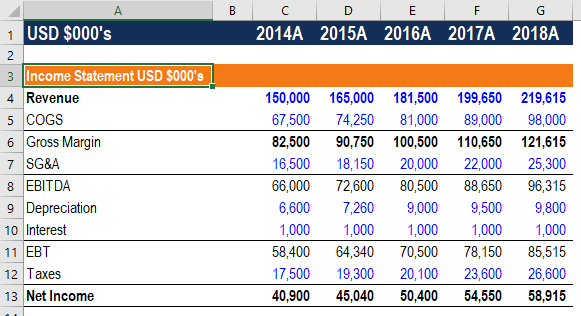 A B C D E F G
1 USD $000's 2014A 2015A 2016A 2017A 2018A
2
3 Income Statement USD $000's
4 Revenue 150,000 165,000 181,500 199,650 219,615
5 COGS 67,500 74,250 81,000 89,000 98,000
6 Gross Margin 82,500 90,750 100,500 110,650 121,615
7 SG&A 16,500 18,150 20,000 22,000 25,300
8 EBITDA 66,000 72,600 80,500 88,650 96,315
9 Depreciation 6,600 7,260 9,000 9,500 9,800
10 Interest 1,000 1,000 1,000 1,000 1,000
11 EBT 58,400 64,340 70,500 78,150 85,515
12 Taxes 17,500 19,300 20,100 23,600 26,600
13 Net Income 40,900 45,040 50,400 54,550 58,915